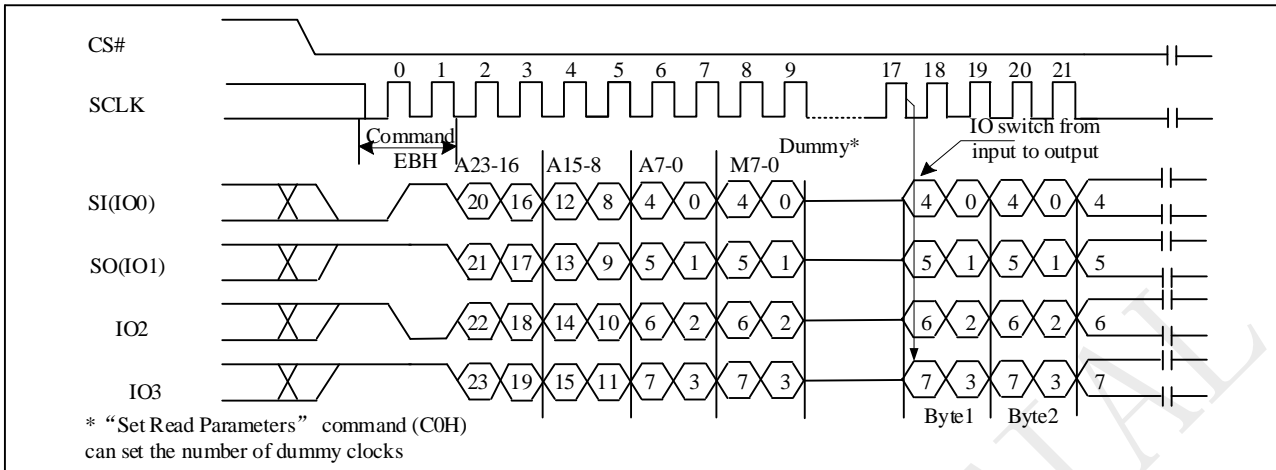 CS#
0 1 2 3 4 5 6 7 8 9 17 18 19 20 21
SCLK
Command
EBH
Dummy*
IO switch from
input to output
A23-16 A15-8 A7-0 M7-0
SI(IO0) 20 16 12 8 4 0 4 0 4 0 4 0 4
SO(IO1) 21 17 13 9 5 1 5 1 5 1 5 1 5
IO2 22 18 14 10 6 2 6 2 6 2 6 2 6
IO3 23 19 15 11 7 3 7 3 7 3 7 3 7
Byte1 Byte2
* “Set Read Parameters” command (C0H)
can set the number of dummy clocks